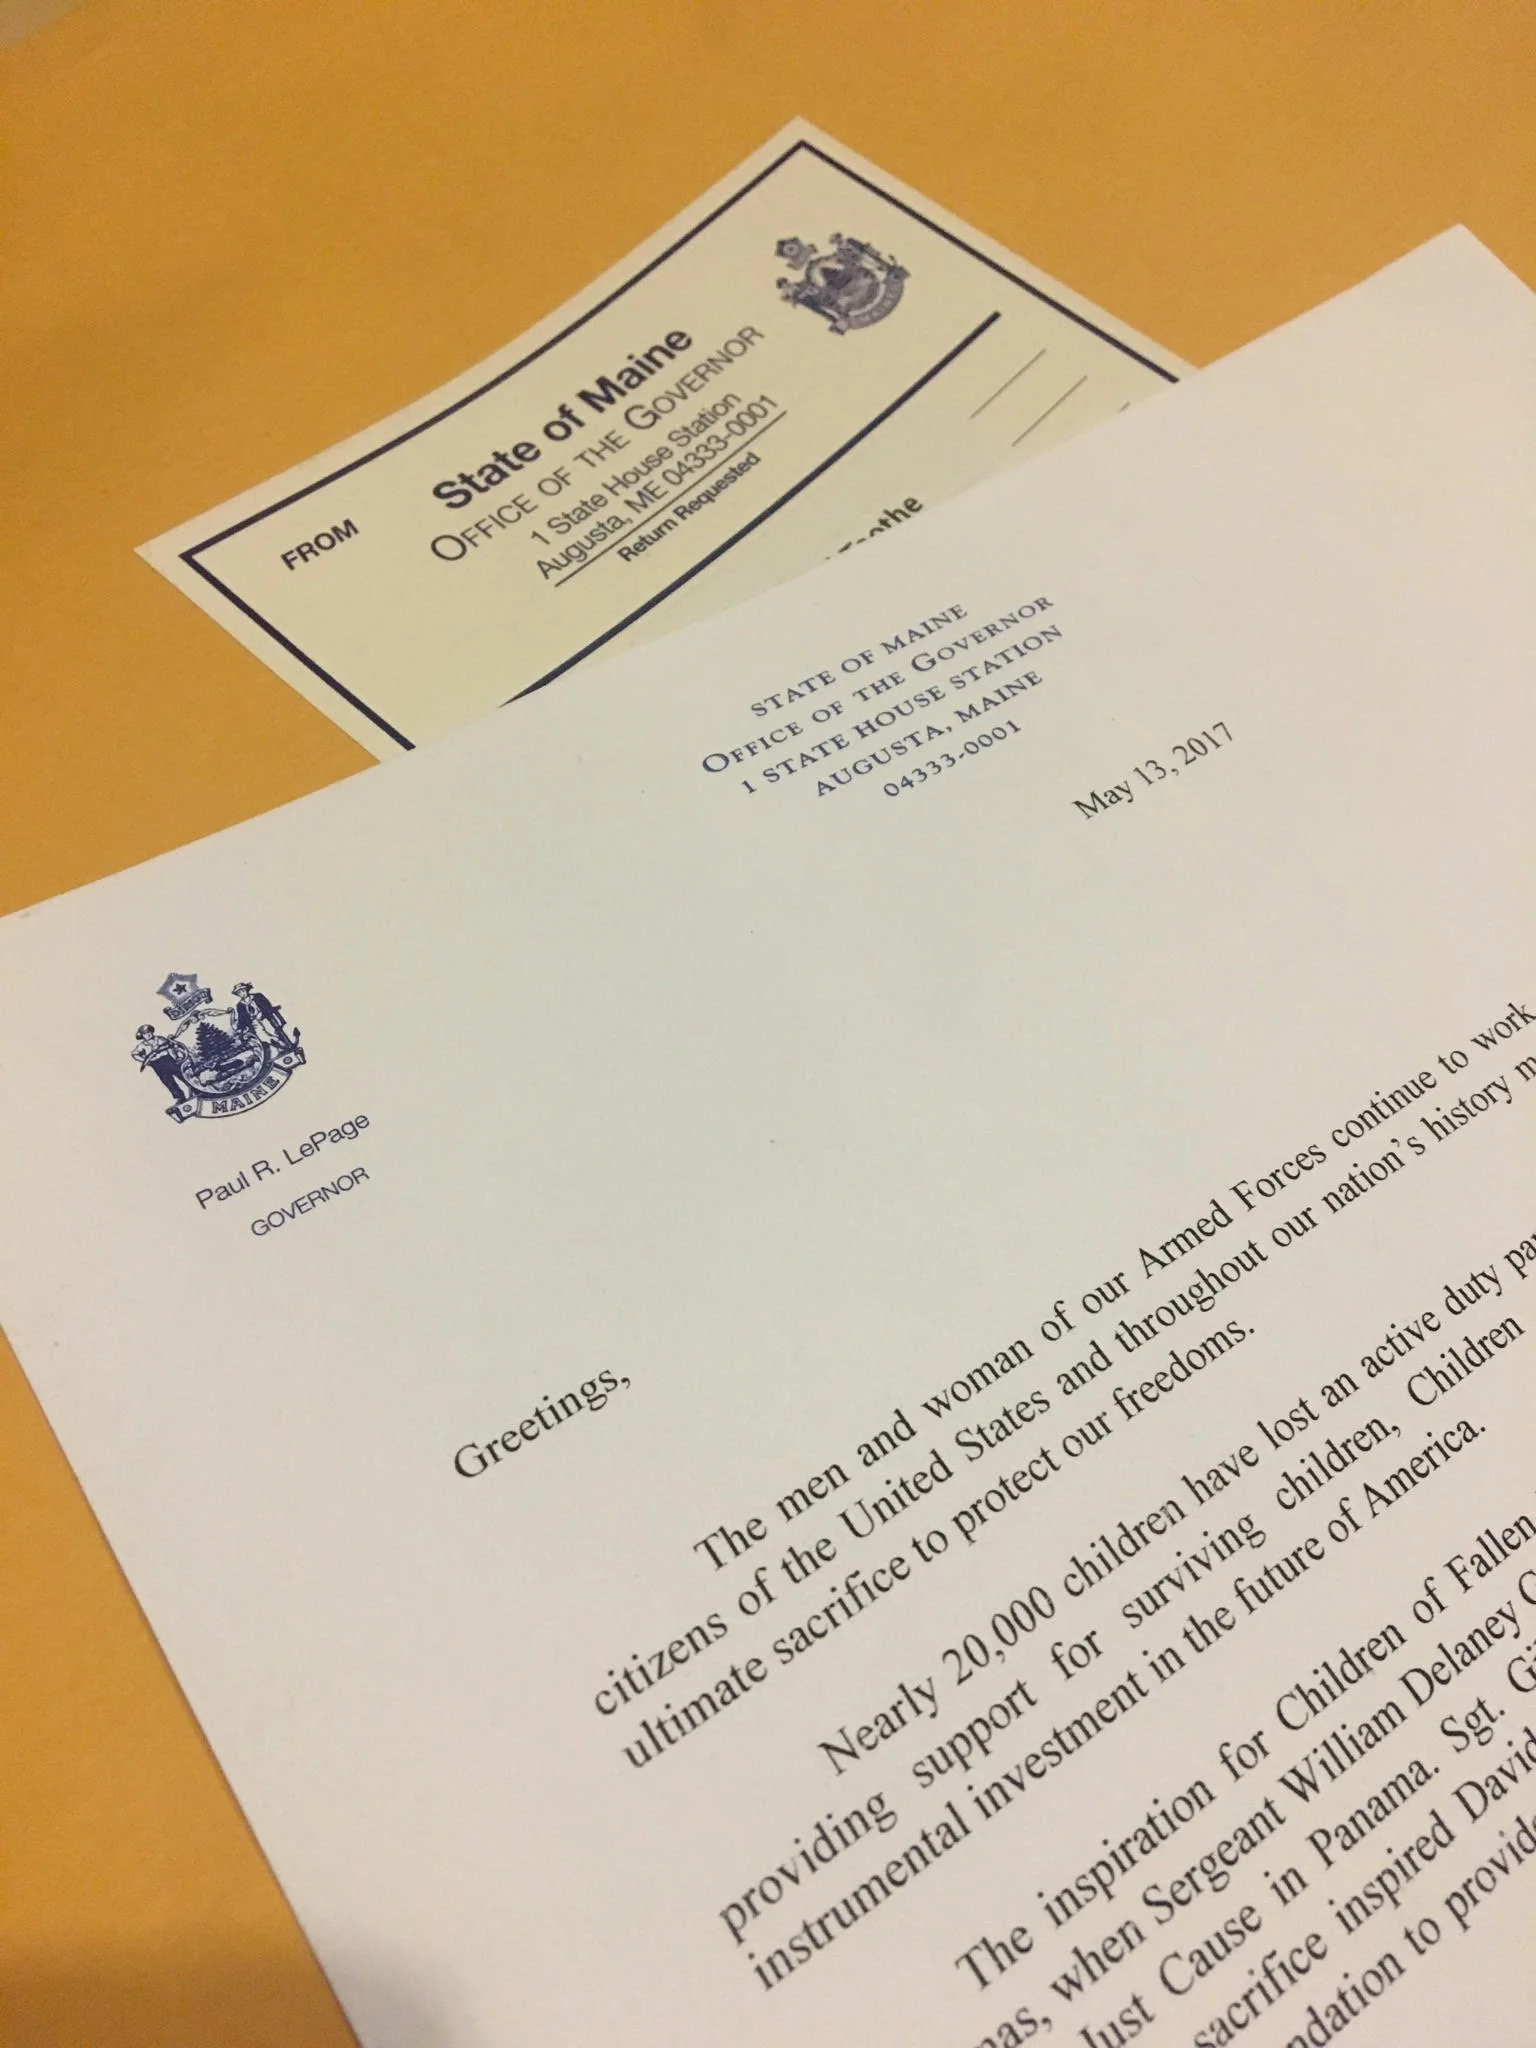 FROM
State of Maine
OFFICE OF THE GOVERNOR
1 State House Station
Augusta, ME 04333-0001
Return Requested
STATE OF MAINE
OFFICE OF THE GOVERNOR
1 STATE HOUSE STATION
AUGUSTA, MAINE
04333-0001
May 13, 2017
DIRIGO
MAINE
Paul R. LePage
GOVERNOR
Greetings,
The men and woman of our Armed Forces continue to work
citizens of the United States and throughout our nation's history
ultimate sacrifice to protect our freedoms.
Nearly 20,000 children have lost an active duty
providing support for surviving children, Children
instrumental investment in the future of America.
The inspiration for Children of Fallen
when Sergeant William Delaney
Just Cause in Panama. Sgt.
sacrifice inspired David
to provide